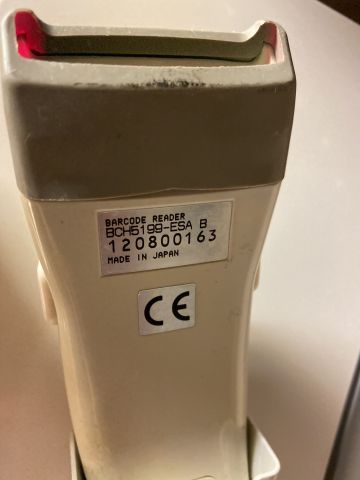 BARCODE READER
BCH5199-ESA B
120800163
MADE IN JAPAN
CE